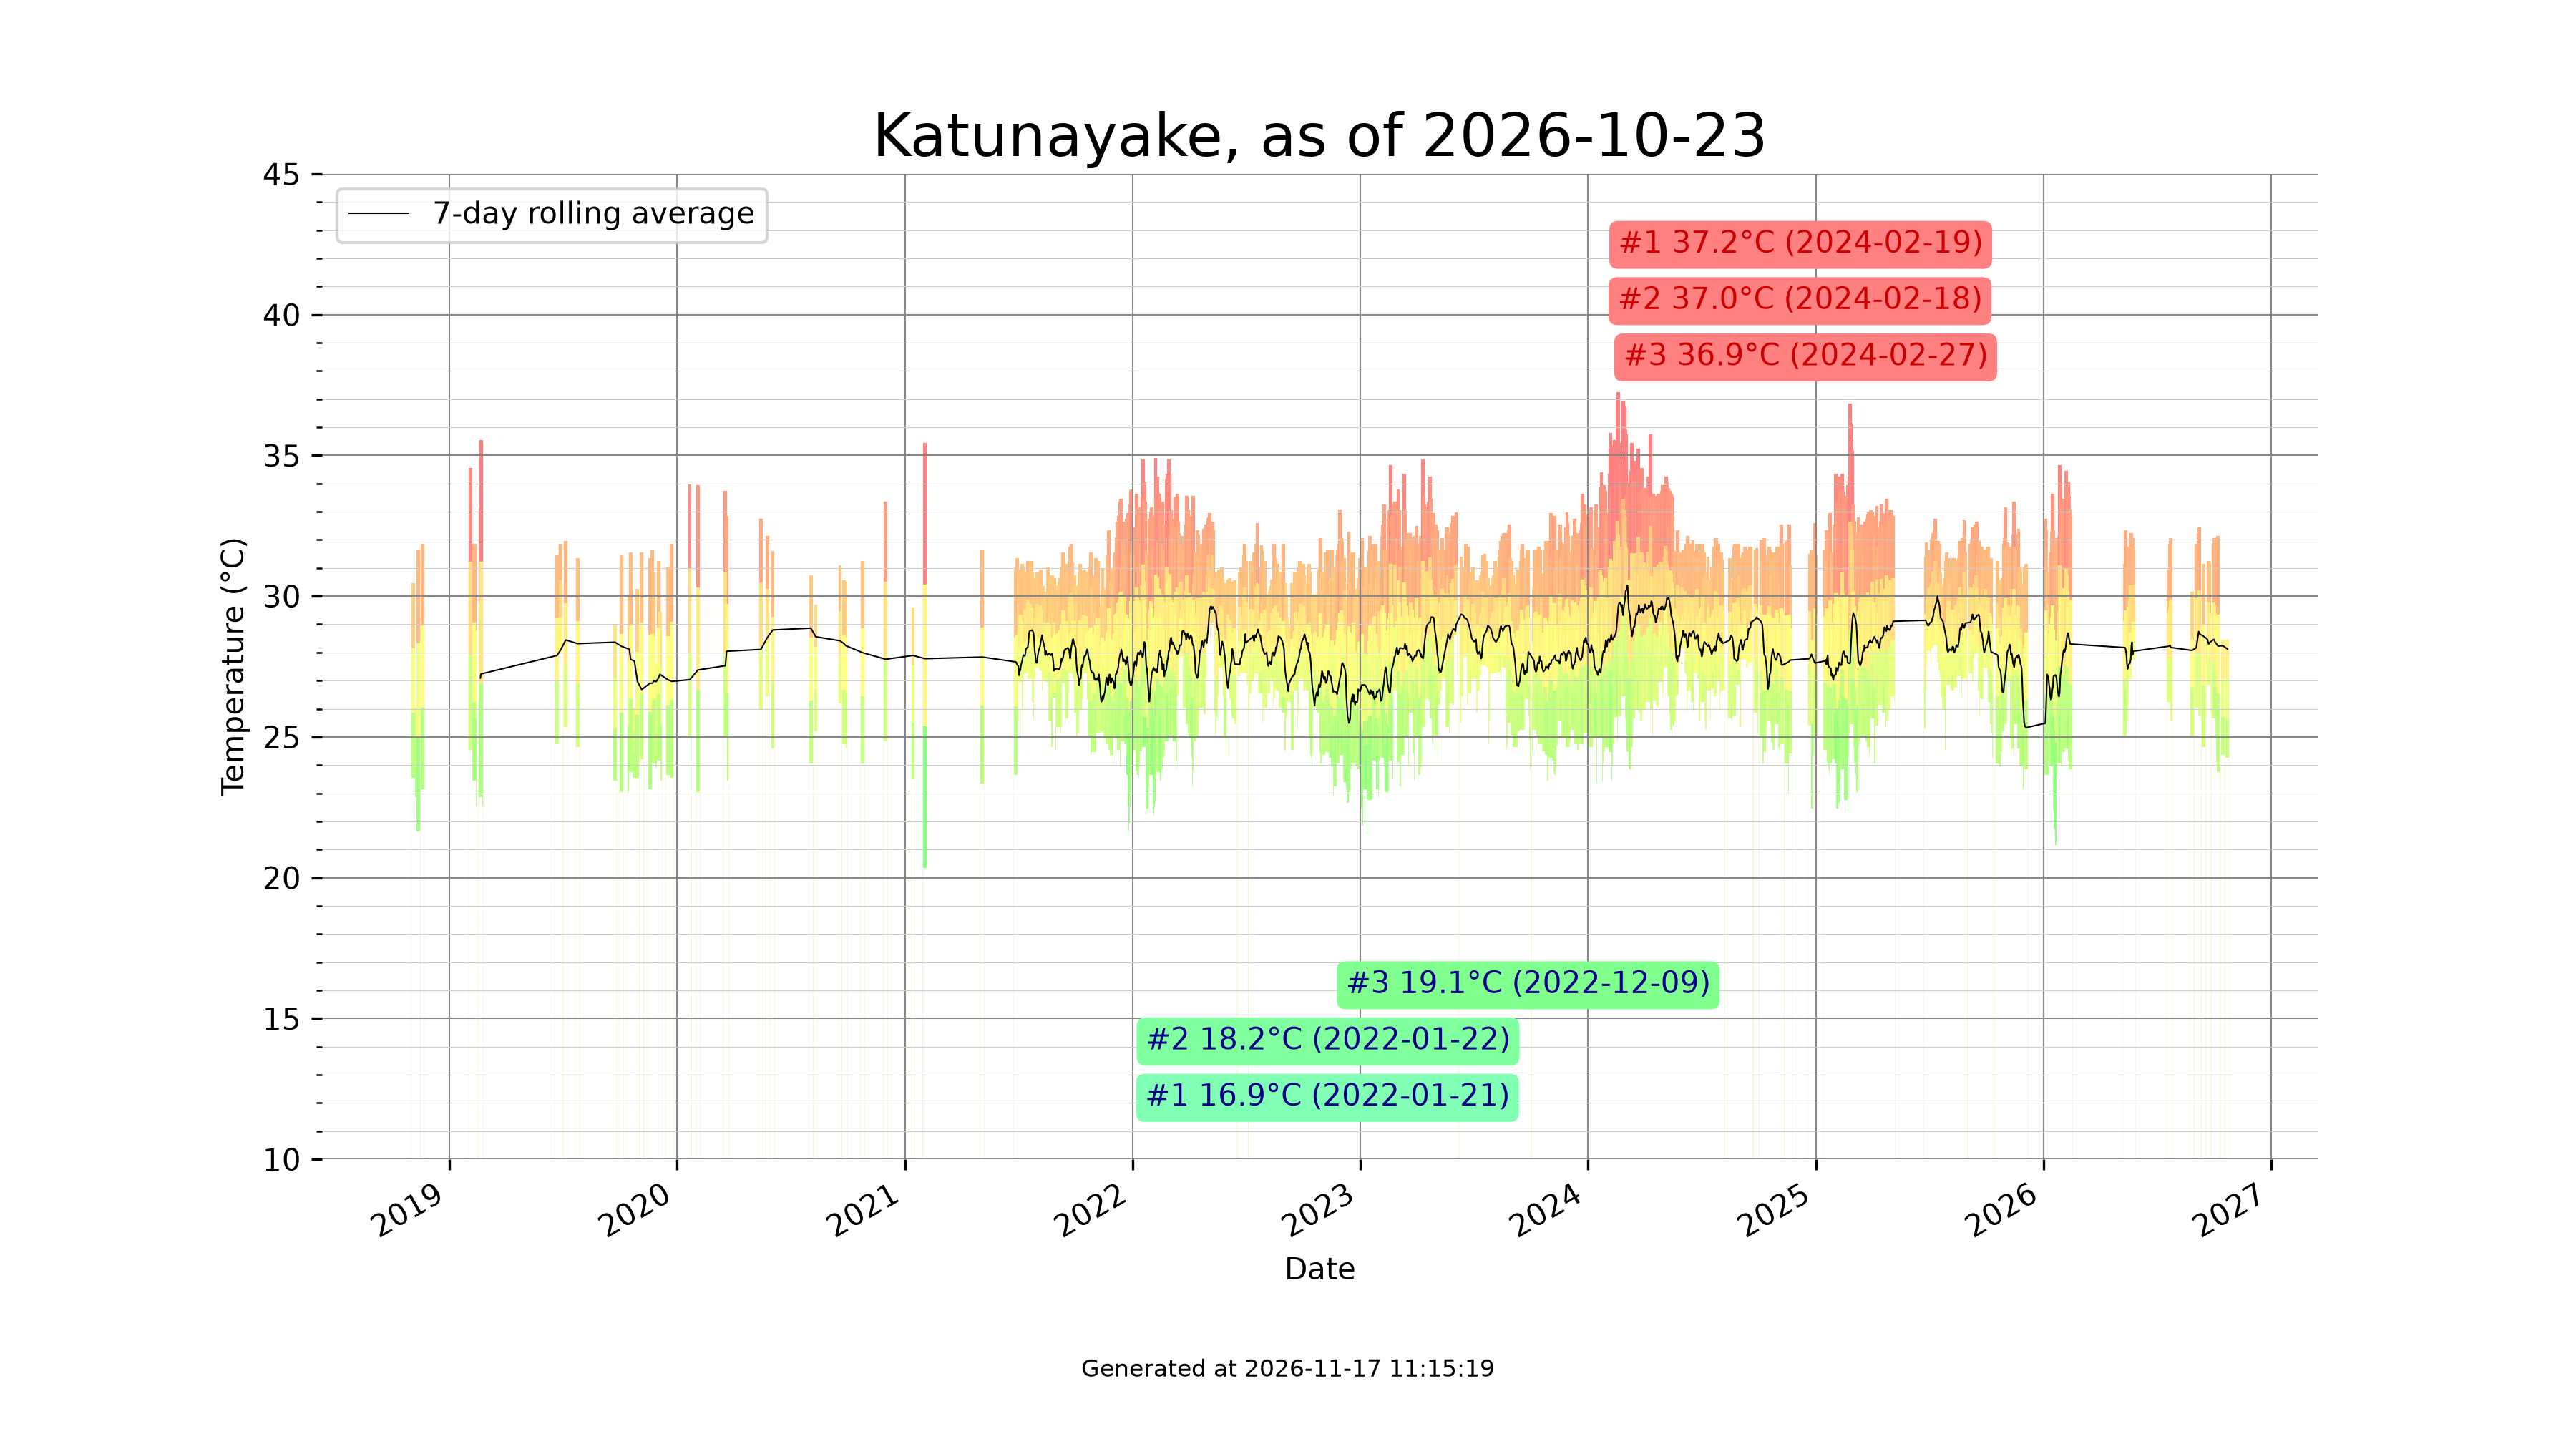 Katunayake, as of 2026-10-23
45
7-day rolling average
#1 37.2°C (2024-02-19)
#2 37.0°C (2024-02-18)
40
#3 36.9°C (2024-02-27)
35
30
25
Temperature (°C)
20
#3 19.1°C (2022-12-09)
15
#2 18.2°C (2022-01-22)
#1 16.9°C (2022-01-21)
10
2019 2020 2021 2022 2023 2024 2025 2026 2027
Date
Generated at 2026-11-17 11:15:19